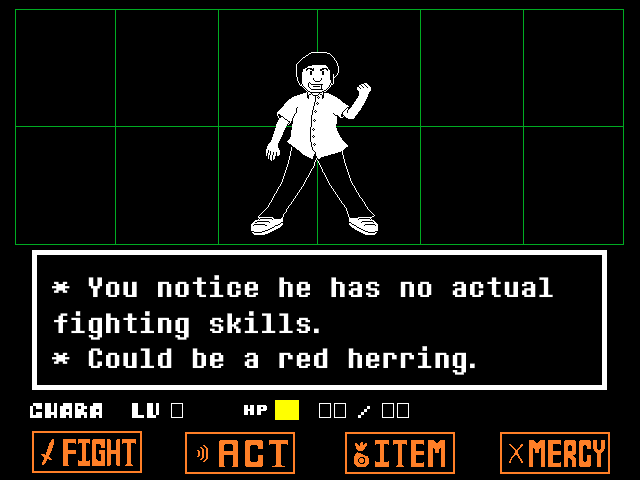 * You notice he has no actual
fighting skills.
* Could be a red herring.
CHARA LV HP /
FIGHT ACT ITEM MERCY